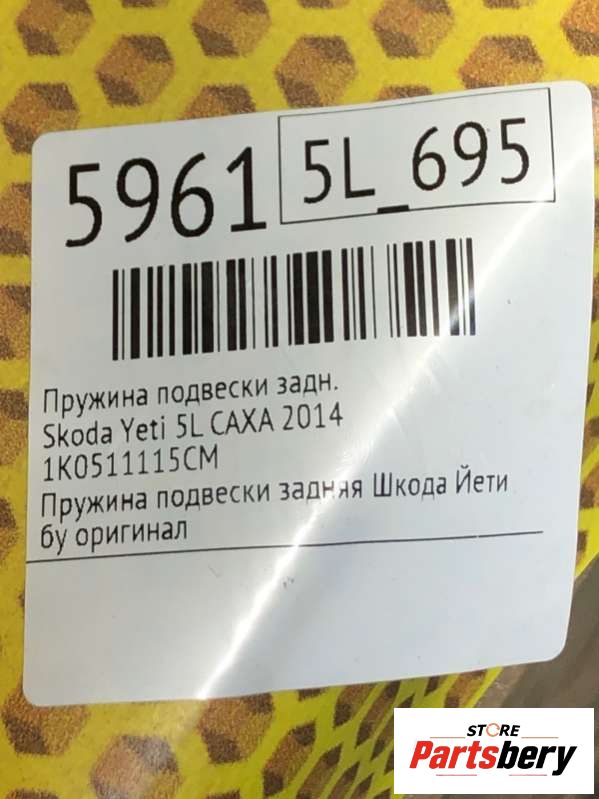 5961 5L_695
Пружина подвески задн.
Skoda Yeti 5L CAXA 2014
1K0511115CM
Пружина подвески задняя Шкода Йети
бу оригинал
STORE
Partsbery